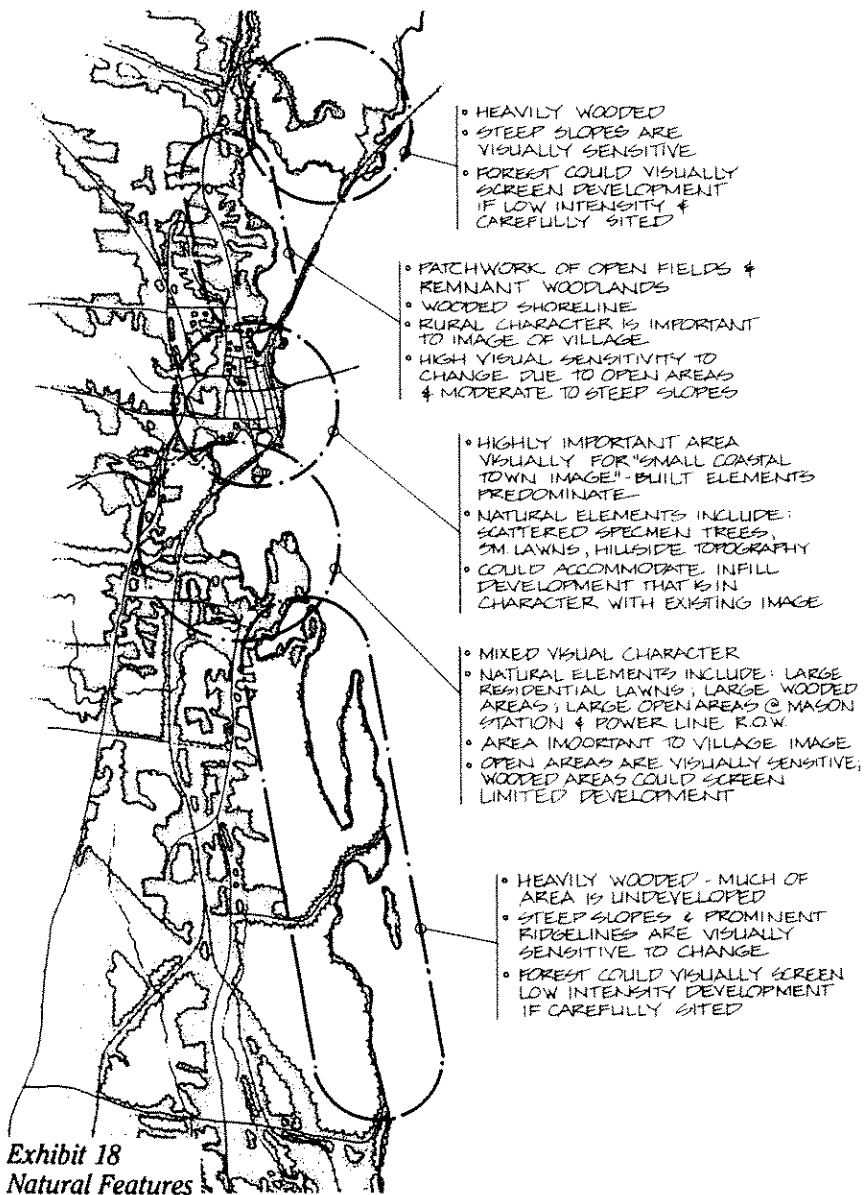 ° HEAVILY WOODED
° STEEP SLOPES ARE
VISUALLY SENSITIVE
° FOREST COULD VISUALLY
SCREEN DEVELOPMENT
IF LOW INTENSITY &
CAREFULLY SITED
° PATCHWORK OF OPEN FIELDS &
REMNANT WOODLANDS
° WOODED SHORELINE
° RURAL CHARACTER IS IMPORTANT
TO IMAGE OF VILLAGE
° HIGH VISUAL SENSITIVITY TO
CHANGE DUE TO OPEN AREAS
& MODERATE TO STEEP SLOPES
° HIGHLY IMPORTANT AREA
VISUALLY FOR "SMALL COASTAL
TOWN IMAGE" - BUILT ELEMENTS
PREDOMINATE
° NATURAL ELEMENTS INCLUDE:
SCATTERED SPECMEN TREES,
SM. LAWNS, HILLSIDE TOPOGRAPHY
° COULD ACCOMMODATE INFILL
DEVELOPMENT THAT IS IN
CHARACTER WITH EXISTING IMAGE
° MIXED VISUAL CHARACTER
° NATURAL ELEMENTS INCLUDE: LARGE
RESIDENTIAL LAWNS; LARGE WOODED
AREAS; LARGE OPEN AREAS @ MASON
STATION & POWER LINE R.O.W.
° AREA IMOORTANT TO VILLAGE IMAGE
° OPEN AREAS ARE VISUALLY SENSITIVE;
WOODED AREAS COULD SCREEN
LIMITED DEVELOPMENT
° HEAVILY WOODED - MUCH OF
AREA IS UNDEVELOPED
° STEEP SLOPES & PROMINENT
RIDGELINES ARE VISUALLY
SENSITIVE TO CHANGE
° FOREST COULD VISUALLY SCREEN
LOW INTENSITY DEVELOPMENT
IF CAREFULLY SITED
Exhibit 18
Natural Features